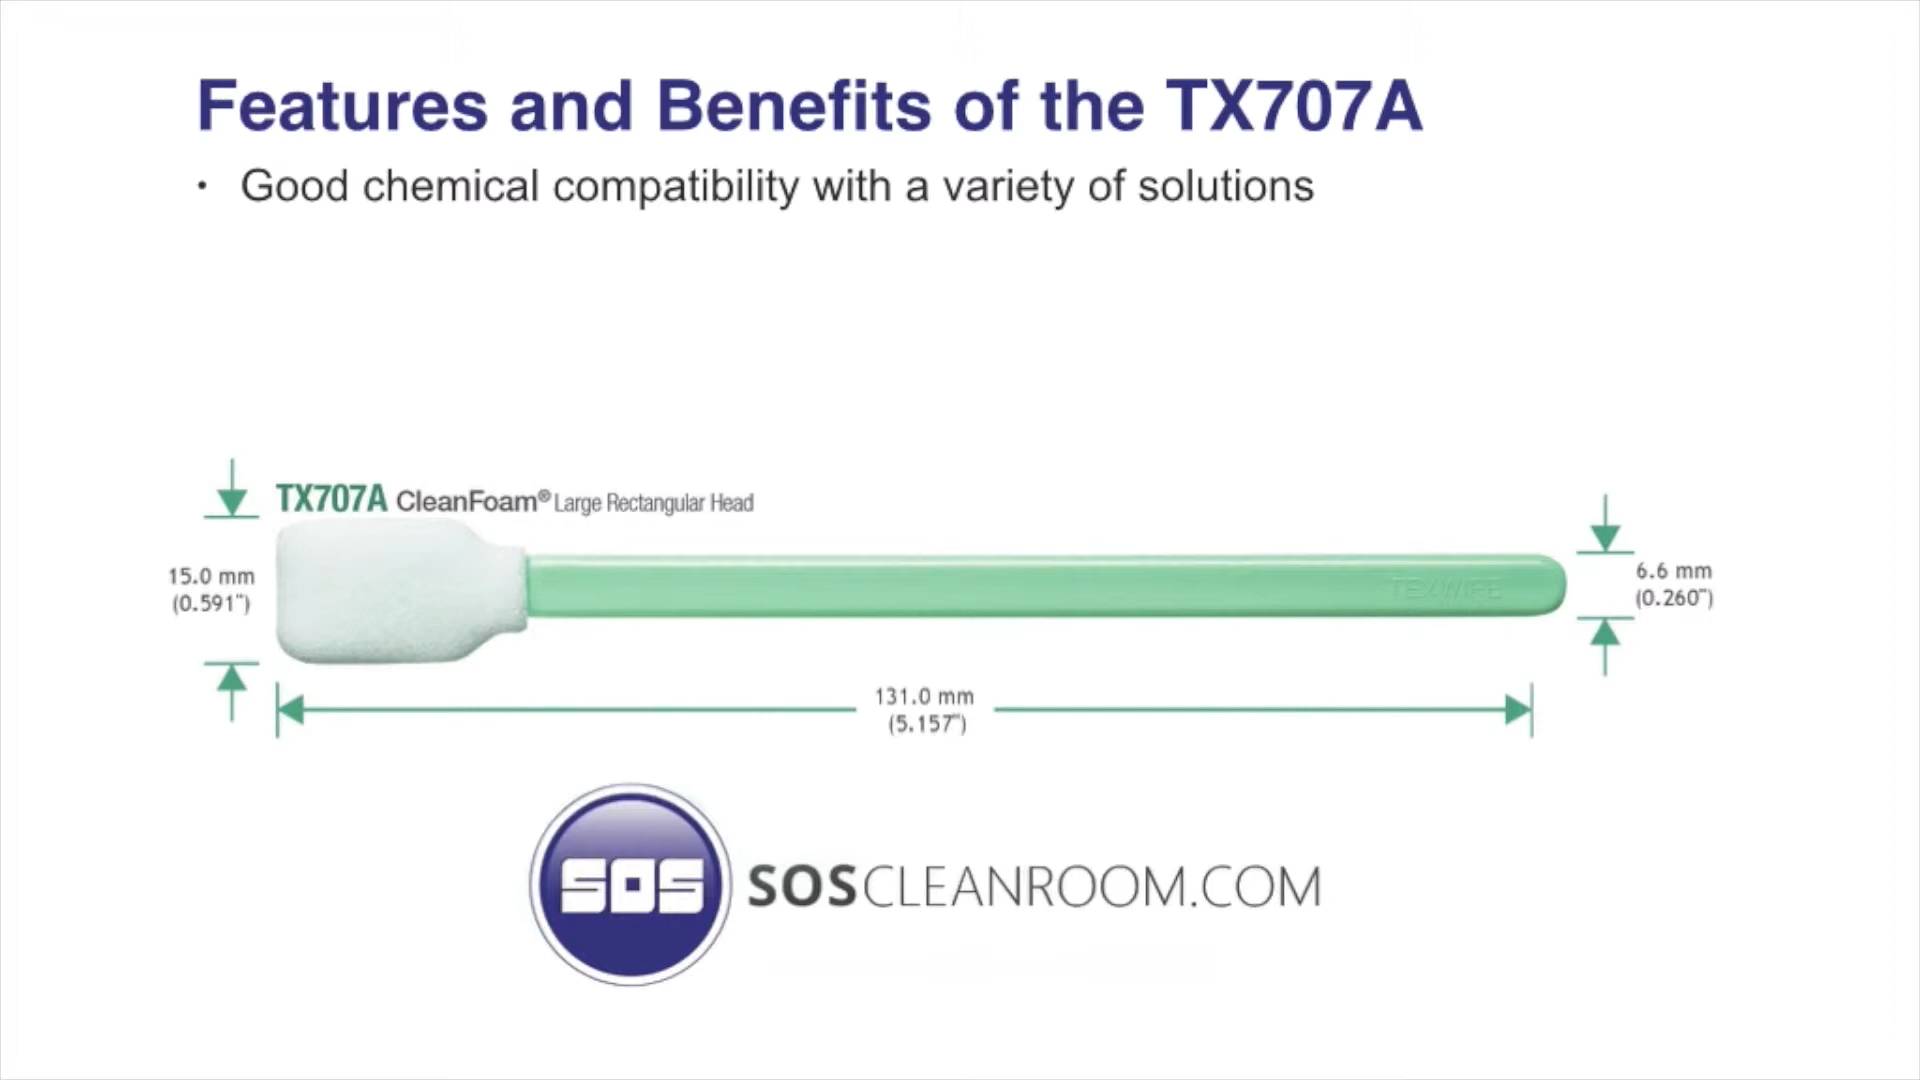 Features and Benefits of the TX707A
• Good chemical compatibility with a variety of solutions
TX707A CleanFoam® Large Rectangular Head
15.0 mm
(0.591")
TEXWIPE
6.6 mm
(0.260")
131.0 mm
(5.157")
SOS
SOSCLEANROOM.COM